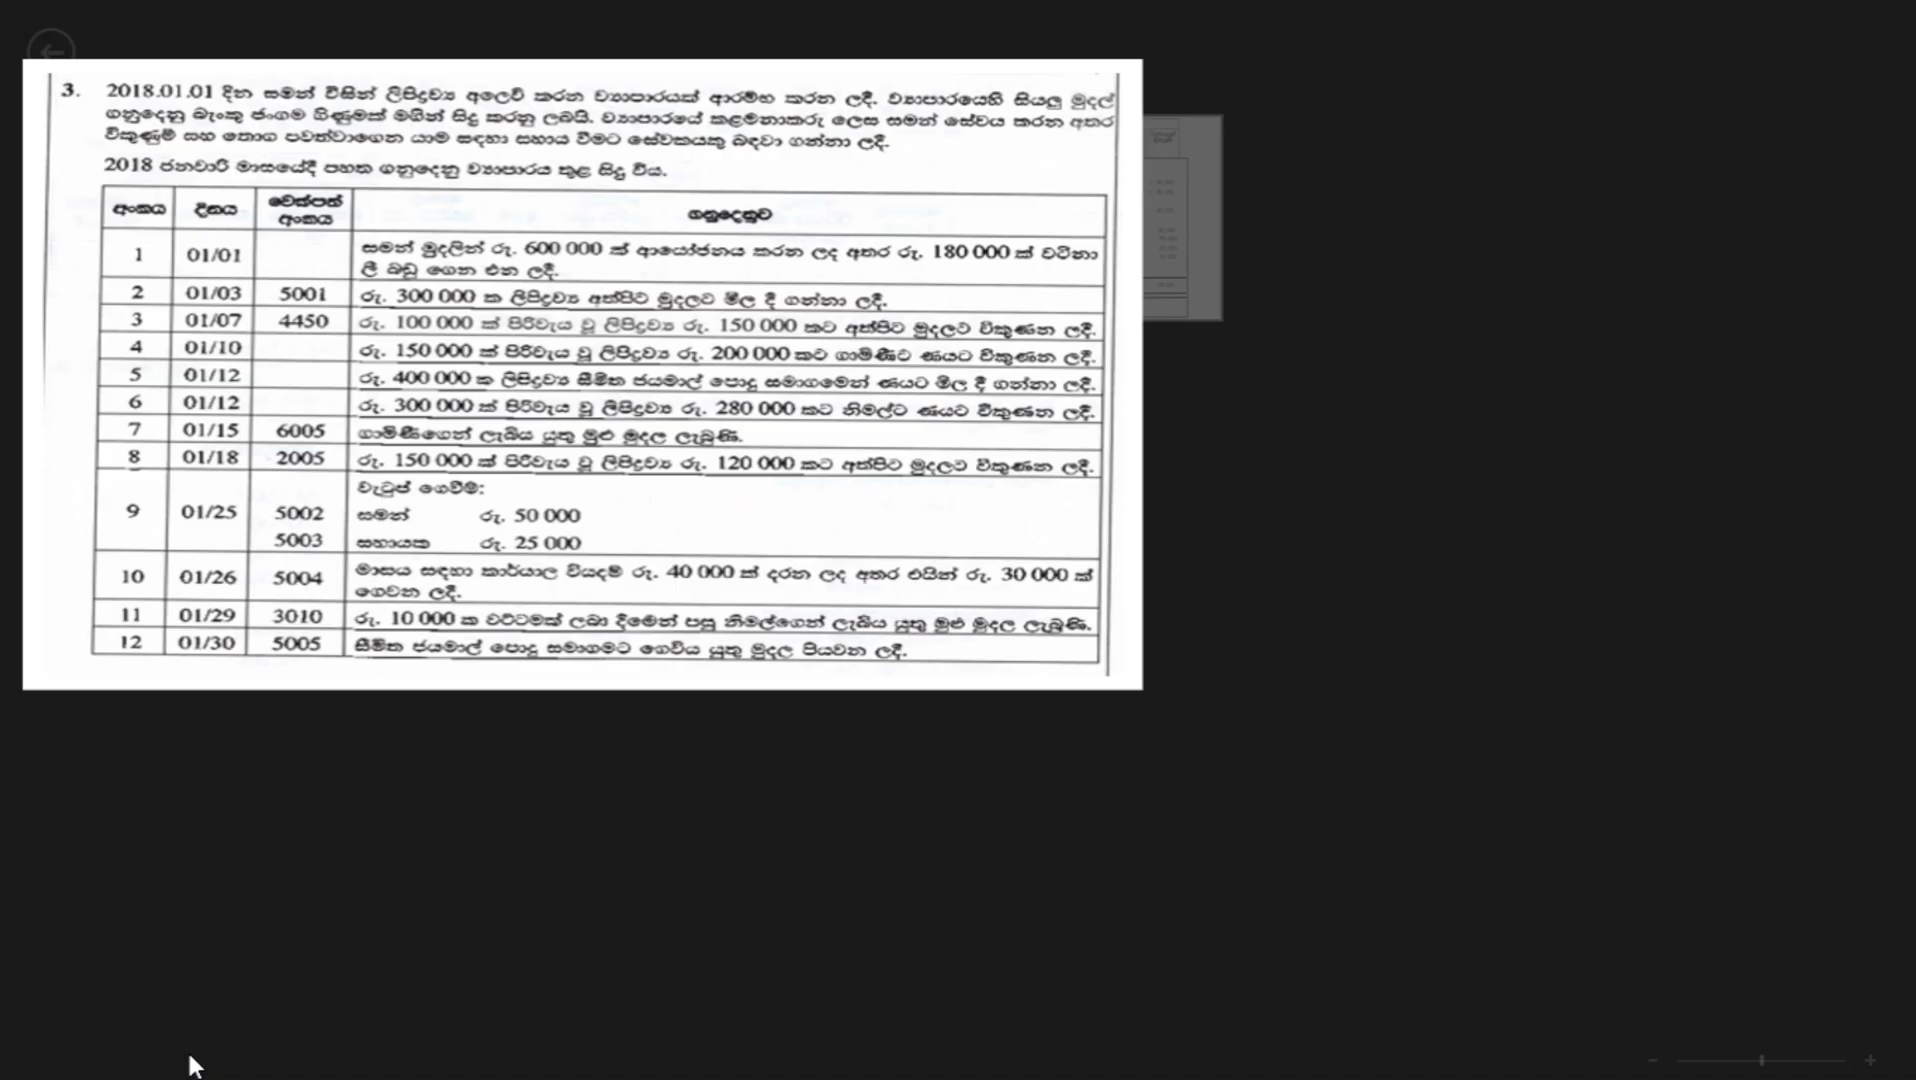 3. 2018.01.01 දින සමන් විසින් ලිපිද්‍රව්‍ය අලෙවි කරන ව්‍යාපාරයක් ආරම්භ කරන ලදී. ව්‍යාපාරයෙහි සියලු මුදල්
ගනුදෙනු බැංකු ජංගම ගිණුමක් මගින් සිදු කරනු ලබයි. ව්‍යාපාරයේ කළමනාකරු ලෙස සමන් සේවය කරන අතර
විකුණුම් සහ තොග පවත්වාගෙන යාම සඳහා සහාය වීමට සේවකයකු බඳවා ගන්නා ලදී.
2018 ජනවාරි මාසයේදී පහත ගනුදෙනු ව්‍යාපාරය තුළ සිදු විය.
අංකය දිනය වෙක්පත් අංකය ගනුදෙනුව
1 01/01 සමන් මුදලින් රු. 600 000 ක් ආයෝජනය කරන ලද අතර රු. 180 000 ක් වටිනා
ලී බඩු ගෙන එන ලදී.
2 01/03 5001 රු. 300 000 ක ලිපිද්‍රව්‍ය අත්පිට මුදලට මිල දී ගන්නා ලදී.
3 01/07 4450 රු. 100 000 ක් පිරිවැය වූ ලිපිද්‍රව්‍ය රු. 150 000 කට අත්පිට මුදලට විකුණන ලදී.
4 01/10 රු. 150 000 ක් පිරිවැය වූ ලිපිද්‍රව්‍ය රු. 200 000 කට ගාමිණීට ණයට විකුණන ලදී.
5 01/12 රු. 400 000 ක ලිපිද්‍රව්‍ය සීමිත ජයමාල් පොදු සමාගමෙන් ණයට මිල දී ගන්නා ලදී.
6 01/12 රු. 300 000 ක් පිරිවැය වූ ලිපිද්‍රව්‍ය රු. 280 000 කට නිමල්ට ණයට විකුණන ලදී.
7 01/15 6005 ගාමිණීගෙන් ලැබිය යුතු මුළු මුදල ලැබුණි.
8 01/18 2005 රු. 150 000 ක් පිරිවැය වූ ලිපිද්‍රව්‍ය රු. 120 000 කට අත්පිට මුදලට විකුණන ලදී.
වැටුප් ගෙවීම්:
9 01/25 5002 සමන් රු. 50 000
5003 සහායක රු. 25 000
10 01/26 5004 මාසය සඳහා කාර්යාල වියදම් රු. 40 000 ක් දරන ලද අතර එයින් රු. 30 000 ක්
ගෙවන ලදී.
11 01/29 3010 රු. 10 000 ක වට්ටමක් ලබා දීමෙන් පසු නිමල්ගෙන් ලැබිය යුතු මුළු මුදල ලැබුණි.
12 01/30 5005 සීමිත ජයමාල් පොදු සමාගමට ගෙවිය යුතු මුදල පියවන ලදී.